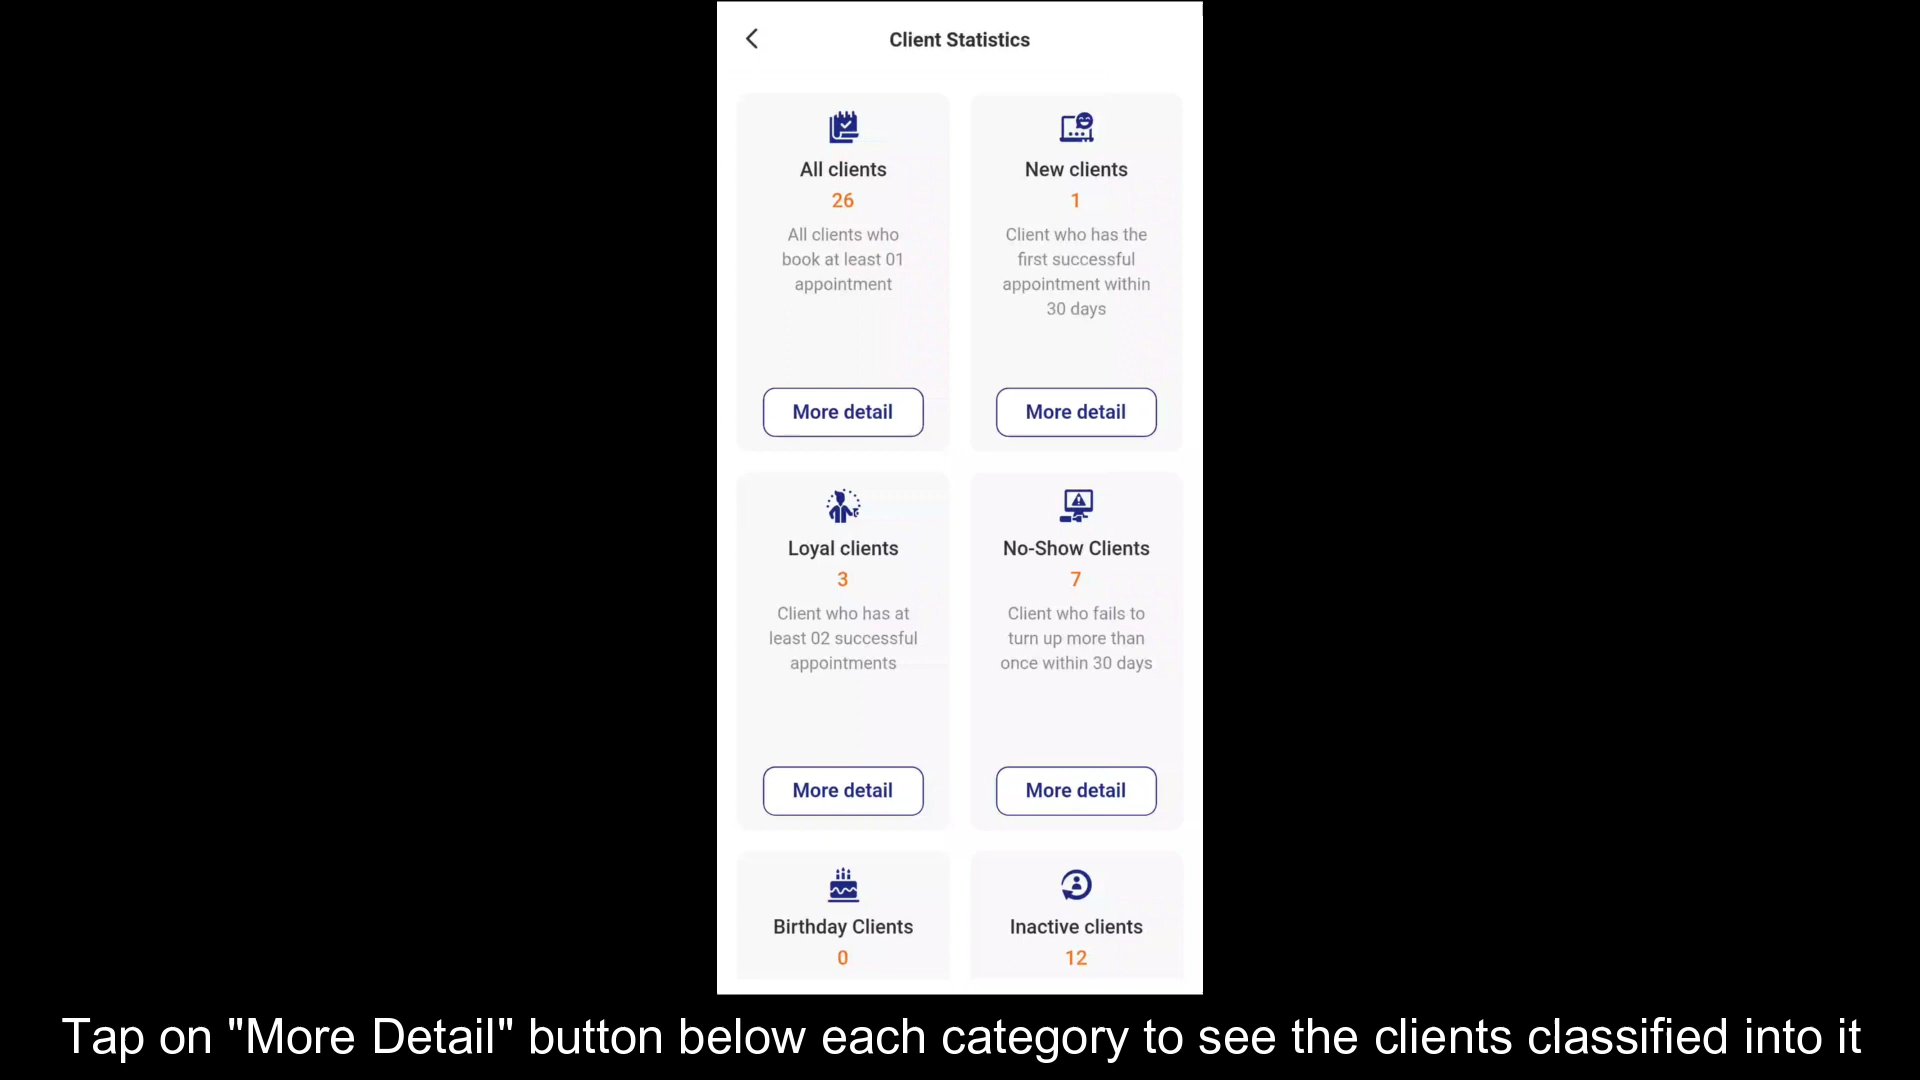 Client Statistics
All clients
26
All clients who
book at least 01
appointment
More detail
New clients
1
Client who has the
first successful
appointment within
30 days
More detail
Loyal clients
3
Client who has at
least 02 successful
appointments
More detail
No-Show Clients
7
Client who fails to
turn up more than
once within 30 days
More detail
Birthday Clients
0
Inactive clients
12
Tap on "More Detail" button below each category to see the clients classified into it